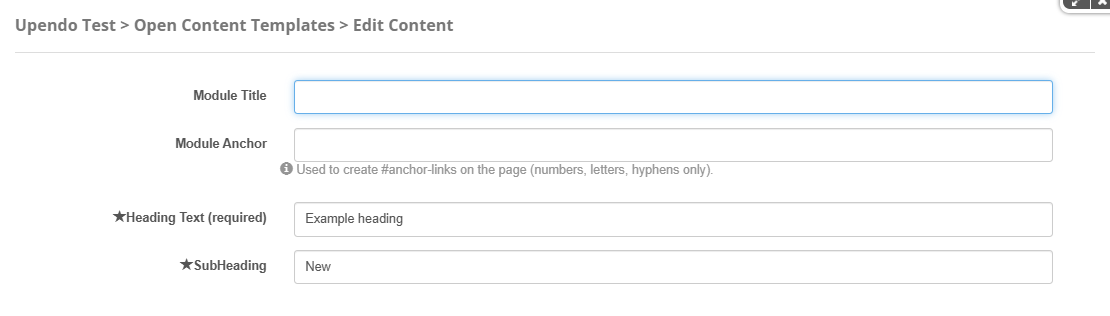 Upendo Test > Open Content Templates > Edit Content
Module Title
Module Anchor
Used to create #anchor-links on the page (numbers, letters, hyphens only).
★Heading Text (required) Example heading
★SubHeading New